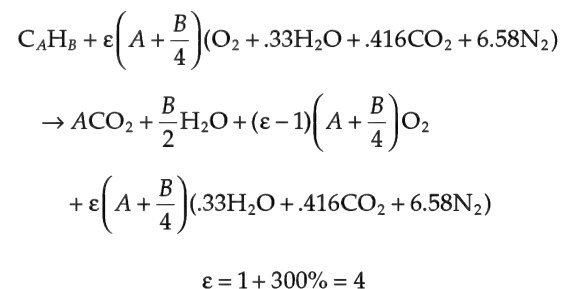 C_AH_B + ε(A + B/4)(O₂ + .33H₂O + .416CO₂ + 6.58N₂)
→ ACO₂ + B/2 H₂O + (ε − 1)(A + B/4)O₂
+ ε(A + B/4)(.33H₂O + .416CO₂ + 6.58N₂)
ε = 1 + 300% = 4